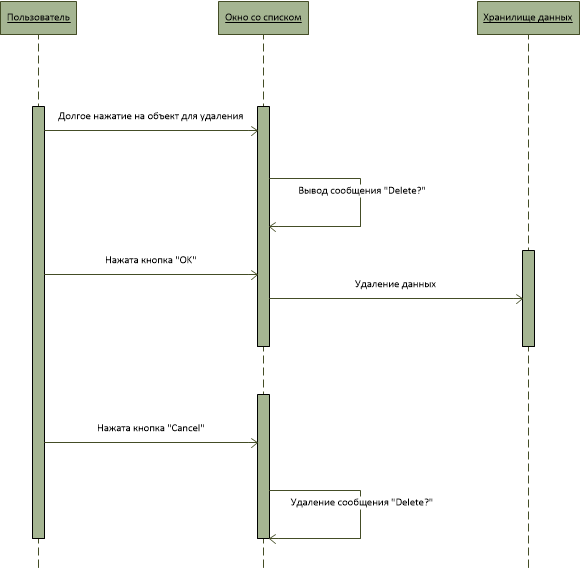 Пользователь
Окно со списком
Хранилище данных
Долгое нажатие на объект для удаления
Вывод сообщения "Delete?"
Нажата кнопка "OK"
Удаление данных
Нажата кнопка "Cancel"
Удаление сообщения "Delete?"